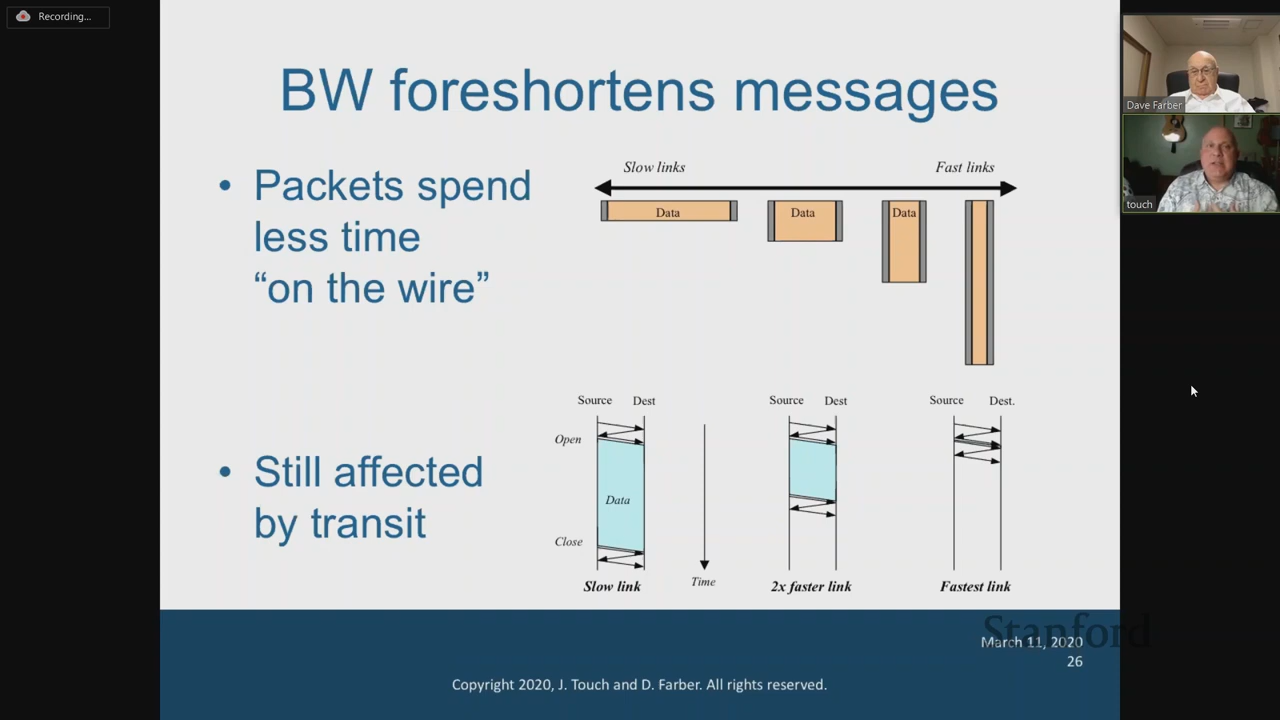 Recording...
BW foreshortens messages
• Packets spend
less time
“on the wire”
Slow links
Fast links
Data
Data
Data
• Still affected
by transit
Source Dest
Open
Data
Close
Slow link
Time
Source Dest
2x faster link
Source Dest.
Fastest link
Stanford
March 11, 2020
26
Copyright 2020, J. Touch and D. Farber. All rights reserved.
Dave Farber
touch